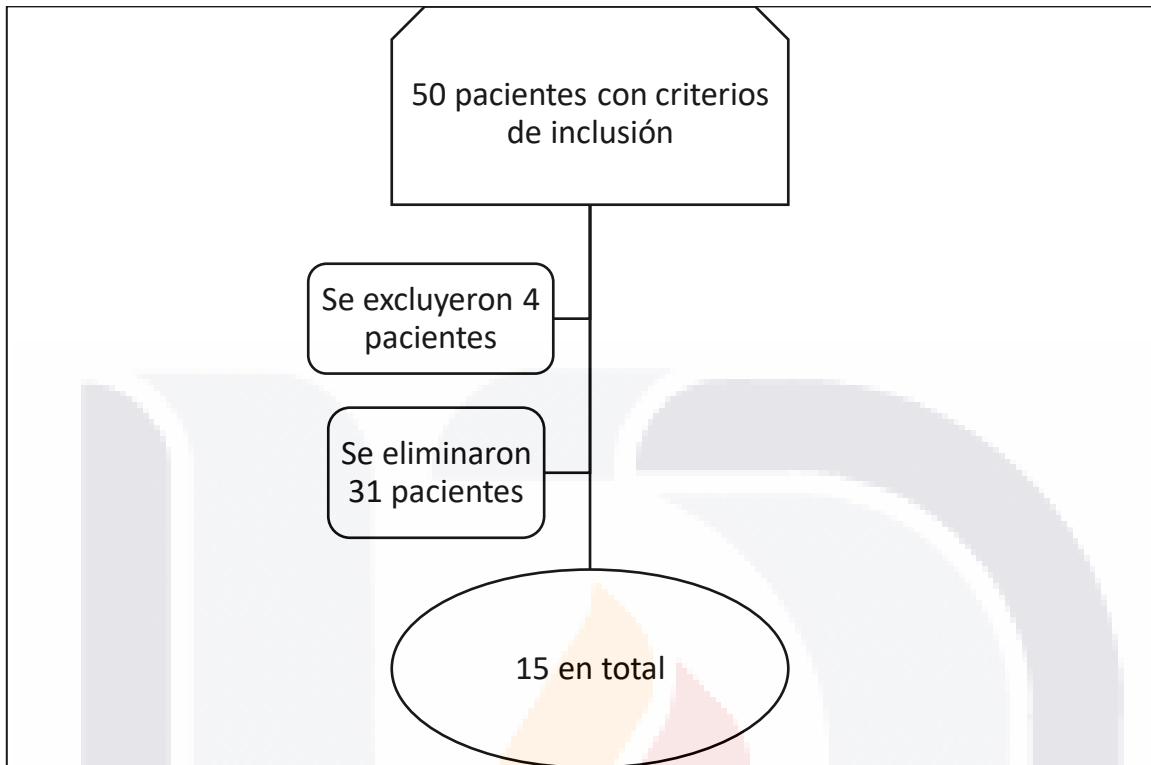 50 pacientes con criterios
de inclusión
Se excluyeron 4
pacientes
Se eliminaron
31 pacientes
15 en total